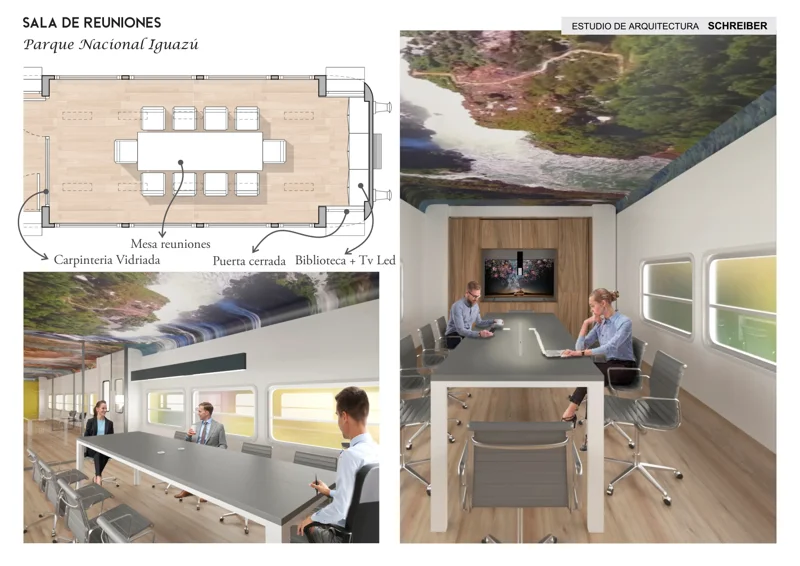 SALA DE REUNIONES
Parque Nacional Iguazú
ESTUDIO DE ARQUITECTURA SCHREIBER
Mesa reuniones
Carpinteria Vidriada
Puerta cerrada
Biblioteca + Tv Led